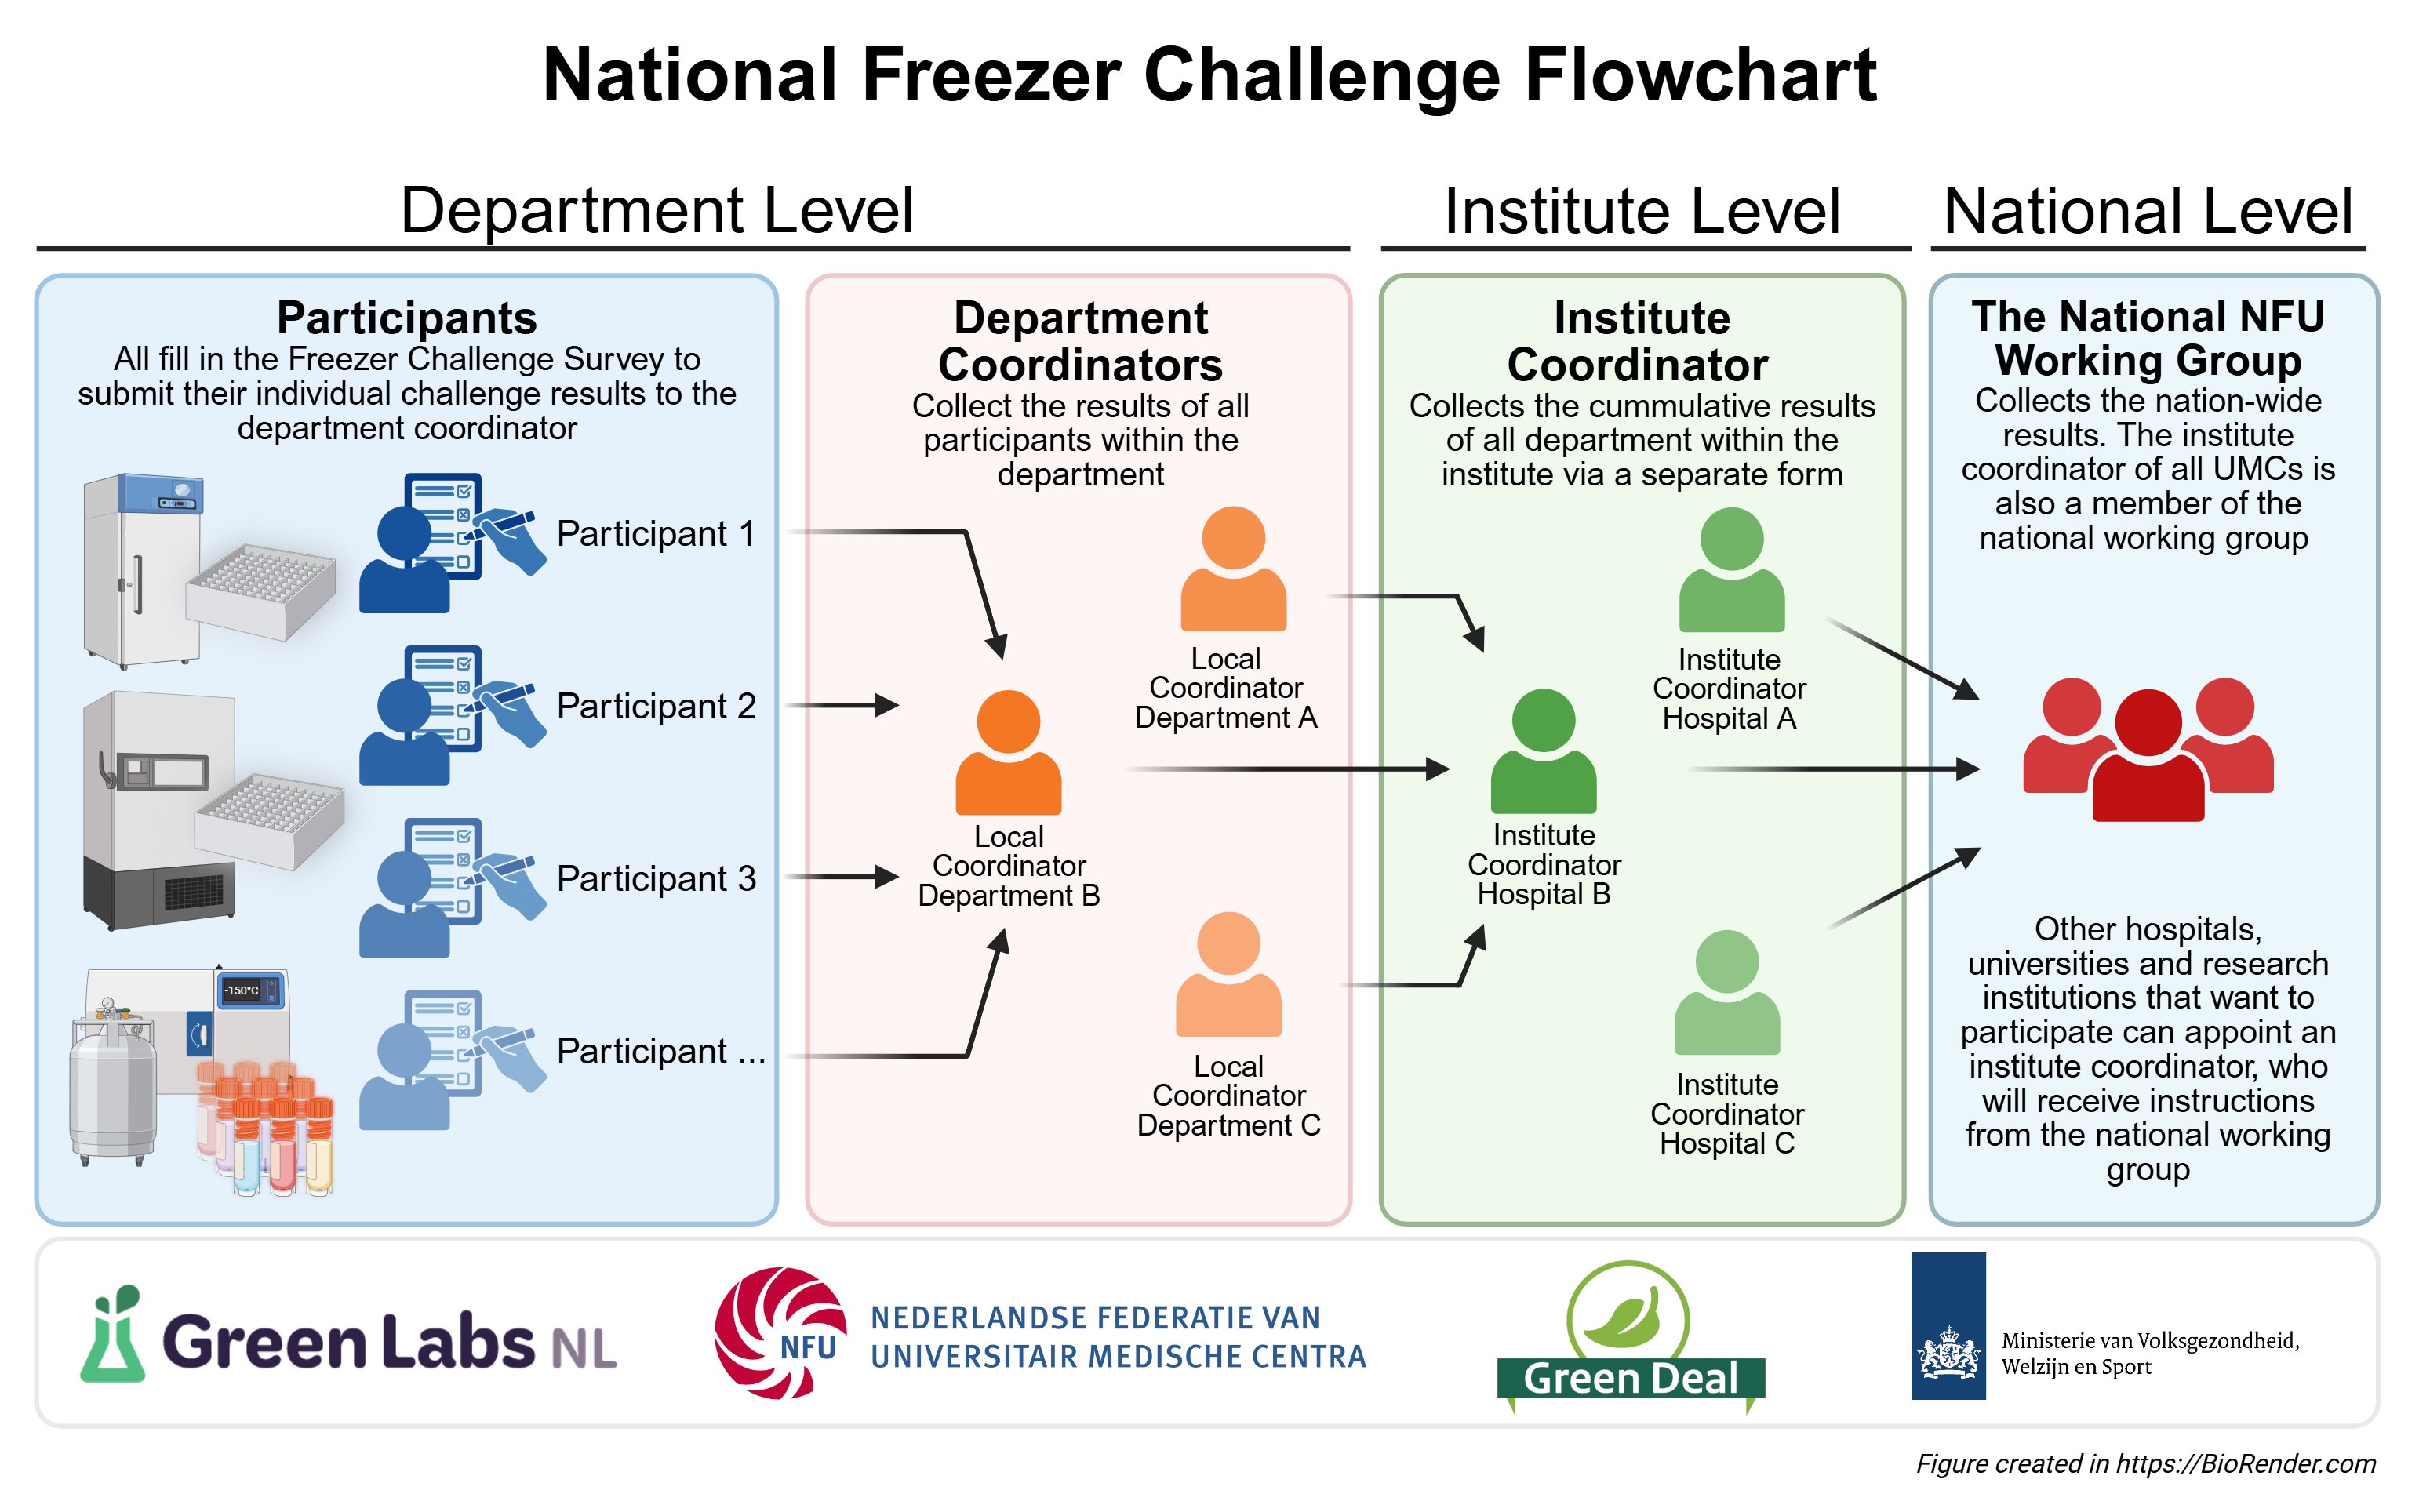 National Freezer Challenge Flowchart
Department Level
Institute Level
National Level
Participants
All fill in the Freezer Challenge Survey to
submit their individual challenge results to the
department coordinator
Participant 1
Participant 2
Participant 3
Participant ...
-150°C
Department
Coordinators
Collect the results of all
participants within the
department
Local
Coordinator
Department A
Local
Coordinator
Department B
Local
Coordinator
Department C
Institute
Coordinator
Collects the cummulative results
of all department within the
institute via a separate form
Institute
Coordinator
Hospital A
Institute
Coordinator
Hospital B
Institute
Coordinator
Hospital C
The National NFU
Working Group
Collects the nation-wide
results. The institute
coordinator of all UMCs is
also a member of the
national working group
Other hospitals,
universities and research
institutions that want to
participate can appoint an
institute coordinator, who
will receive instructions
from the national working
group
Green Labs NL
NFU
NEDERLANDSE FEDERATIE VAN
UNIVERSITAIR MEDISCHE CENTRA
Green Deal
Ministerie van Volksgezondheid,
Welzijn en Sport
Figure created in https://BioRender.com